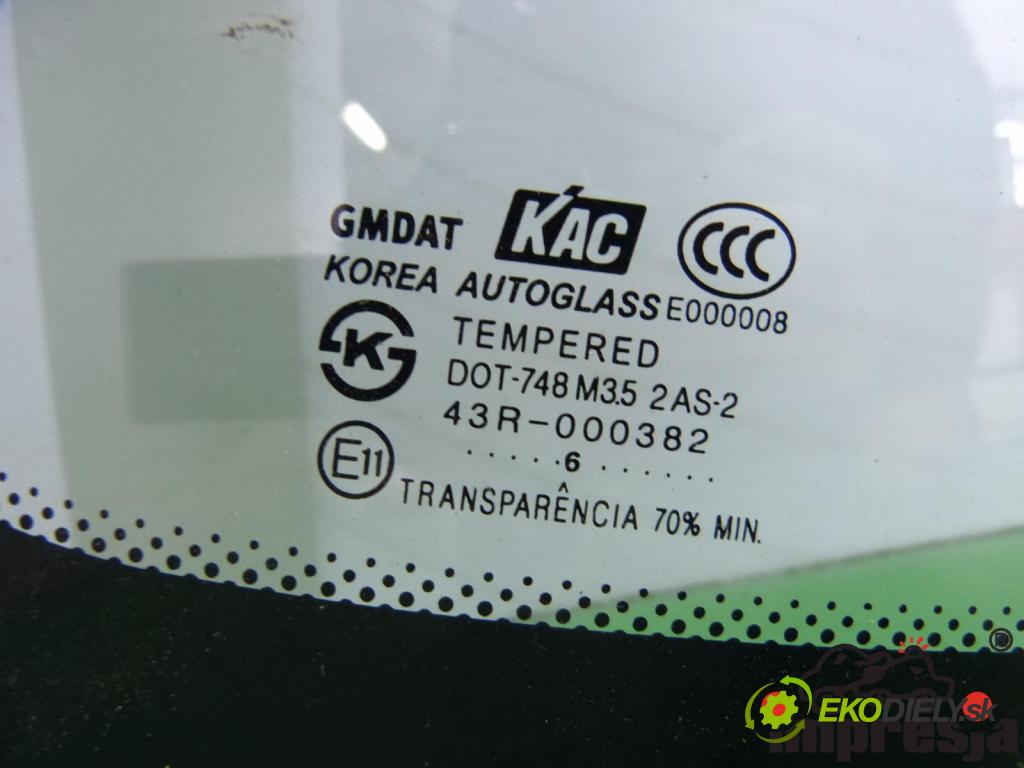 GMDAT KAC CCC
KOREA AUTOGLASS E000008
K
TEMPERED
DOT-748 M3.5 2AS-2
43R-000382
E11
.....6......
TRANSPARÊNCIA 70% MIN.
R
EKODIELY.sk
impresja